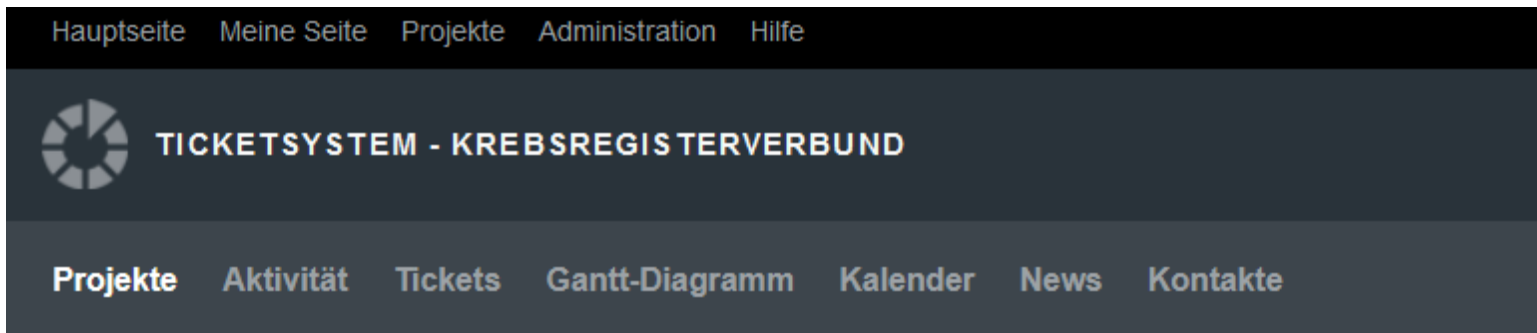 Hauptseite Meine Seite Projekte Administration Hilfe
TICKETSYSTEM - KREBSREGISTERVERBUND
Projekte Aktivität Tickets Gantt-Diagramm Kalender News Kontakte